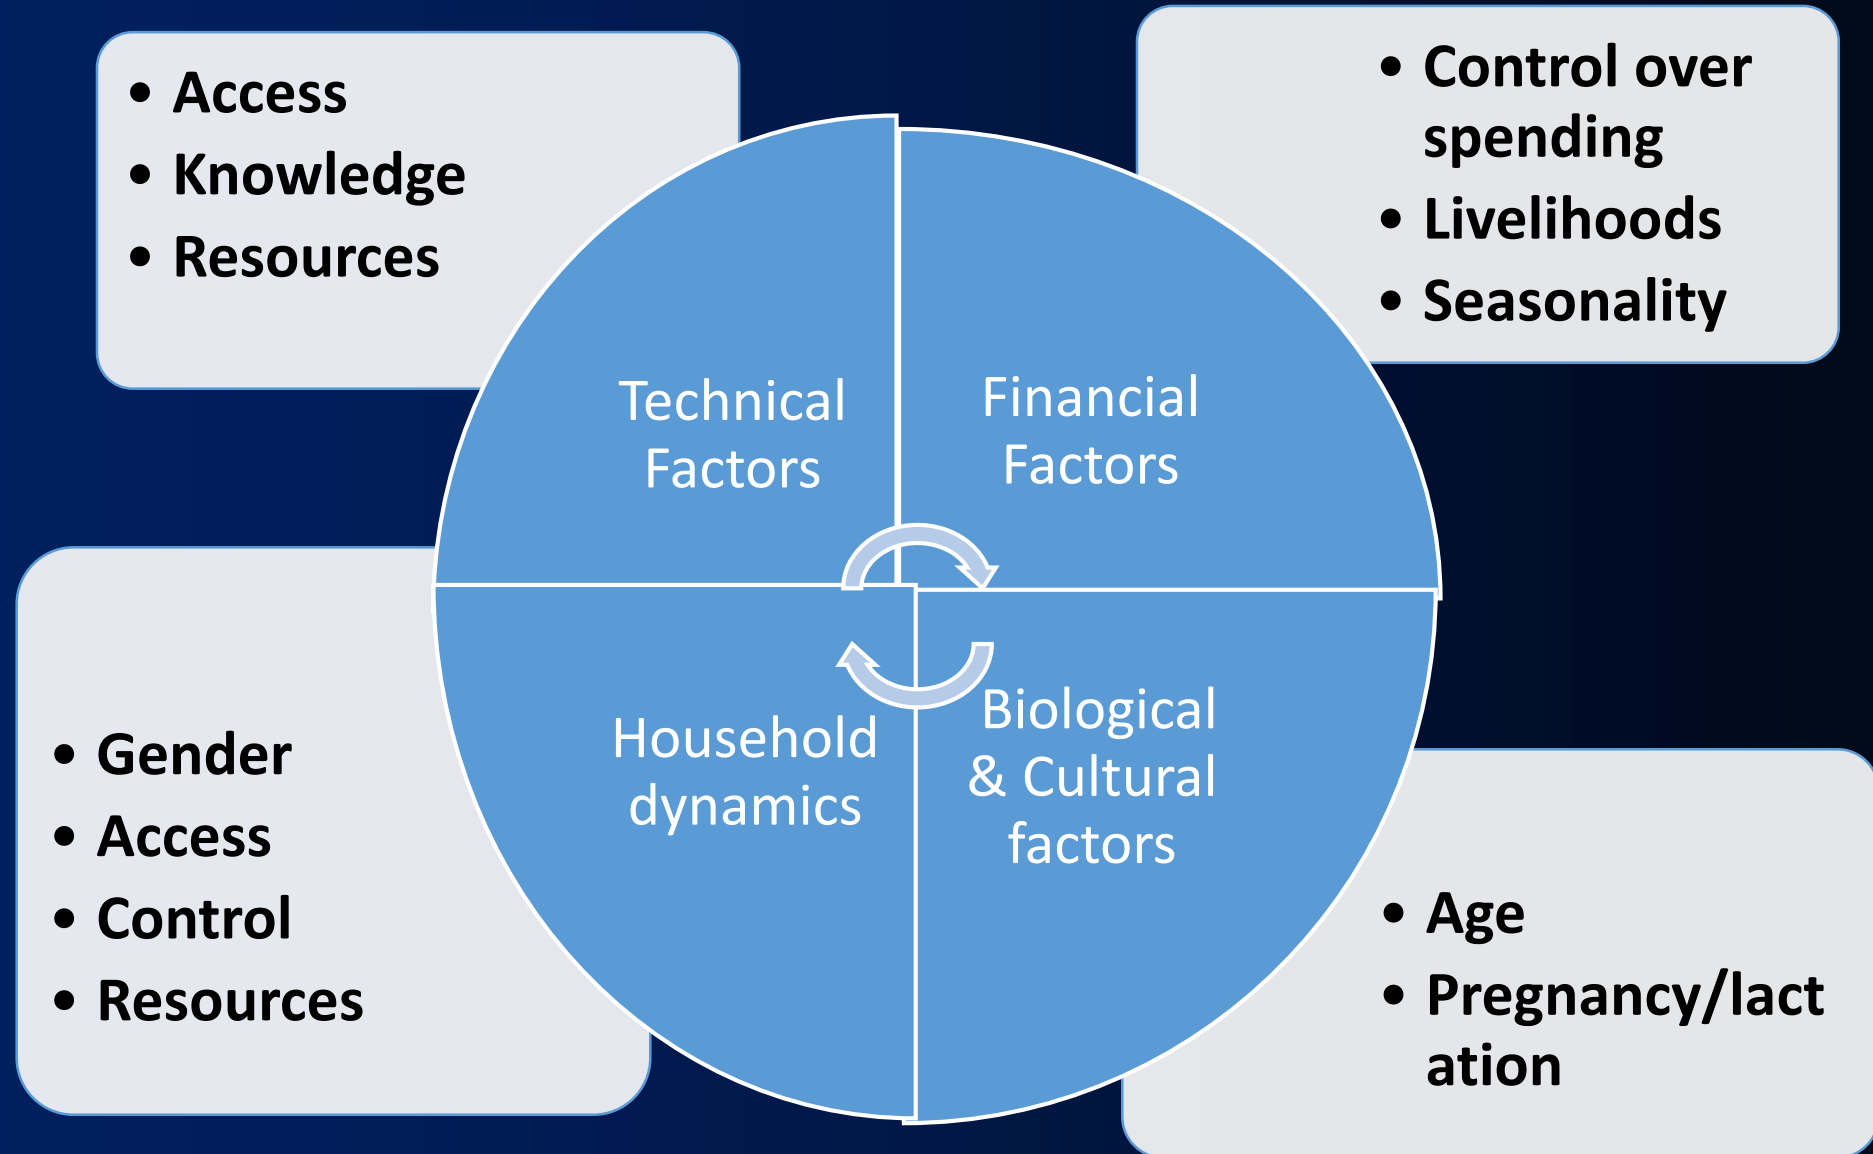 • Access
• Knowledge
• Resources
• Control over
spending
• Livelihoods
• Seasonality
Technical
Factors
Financial
Factors
Household
dynamics
Biological
& Cultural
factors
• Gender
• Access
• Control
• Resources
• Age
• Pregnancy/lact
ation